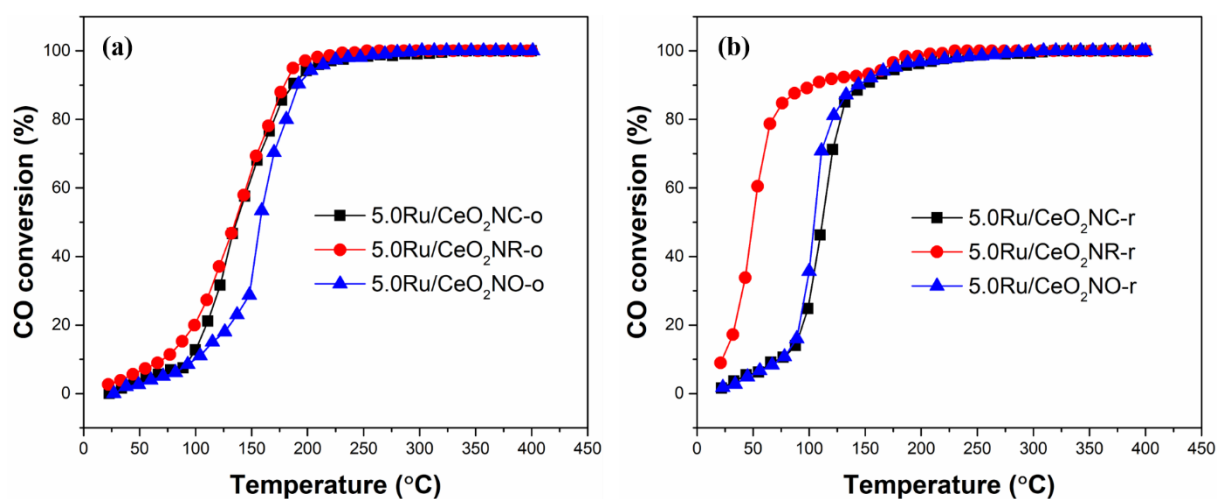 (a)
CO conversion (%)
100
80
60
40
20
0
5.0Ru/CeO₂NC-o
5.0Ru/CeO₂NR-o
5.0Ru/CeO₂NO-o
0 50 100 150 200 250 300 350 400 450
Temperature (°C)
(b)
CO conversion (%)
100
80
60
40
20
0
5.0Ru/CeO₂NC-r
5.0Ru/CeO₂NR-r
5.0Ru/CeO₂NO-r
0 50 100 150 200 250 300 350 400 450
Temperature (°C)